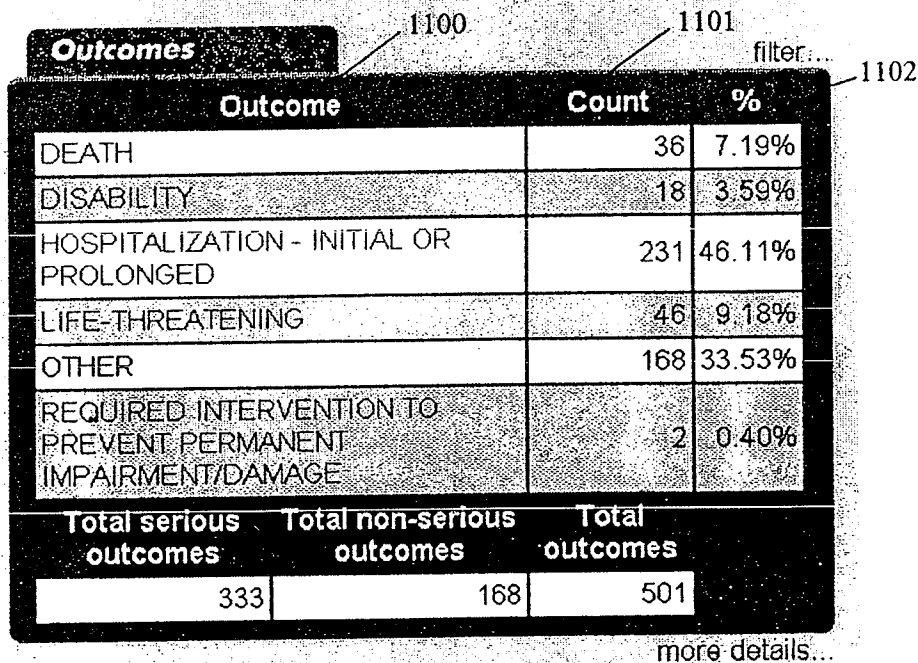 1100
1101
Outcomes
filter...
1102
Outcome Count %
DEATH 36 7.19%
DISABILITY 18 3.59%
HOSPITALIZATION - INITIAL OR
PROLONGED 231 46.11%
LIFE-THREATENING 46 9.18%
OTHER 168 33.53%
REQUIRED INTERVENTION TO
PREVENT PERMANENT
IMPAIRMENT/DAMAGE 2 0.40%
Total serious Total non-serious Total
outcomes outcomes outcomes
333 168 501
more details...